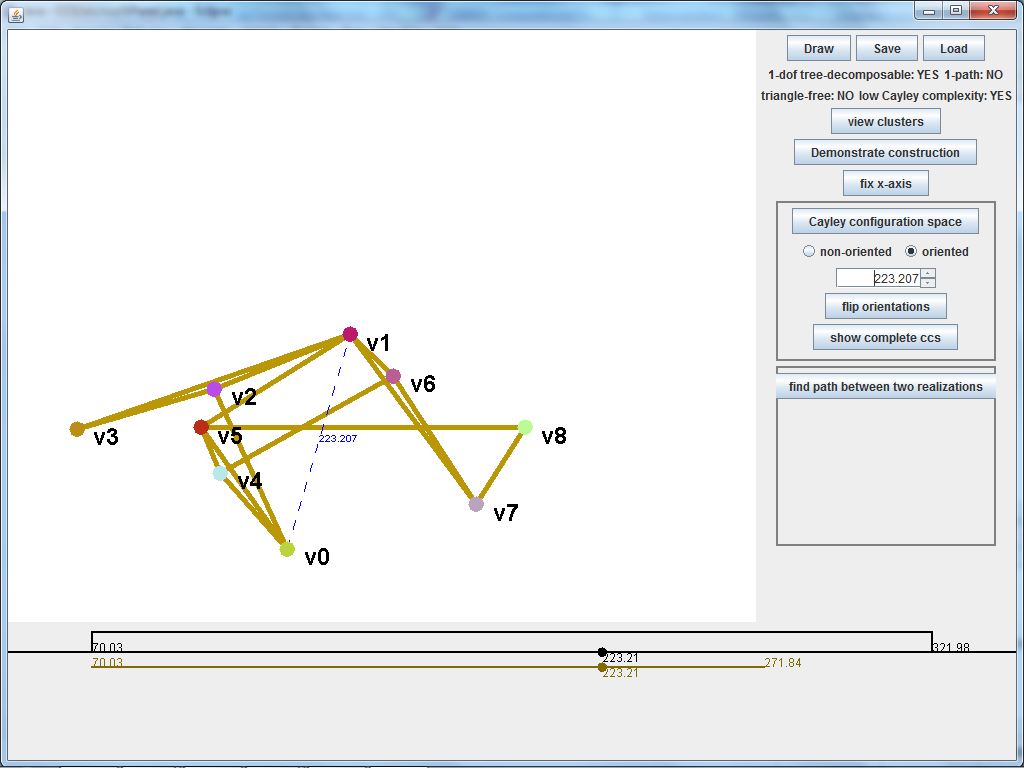 Draw Save Load
1-dof tree-decomposable: YES 1-path: NO
triangle-free: NO low Cayley complexity: YES
view clusters
Demonstrate construction
fix x-axis
Cayley configuration space
non-oriented oriented
223.207
flip orientations
show complete ccs
find path between two realizations
v1
v6
v2
v3
v5
v8
223.207
v4
v7
v0
70.03
321.98
223.21
70.03
271.84
223.21